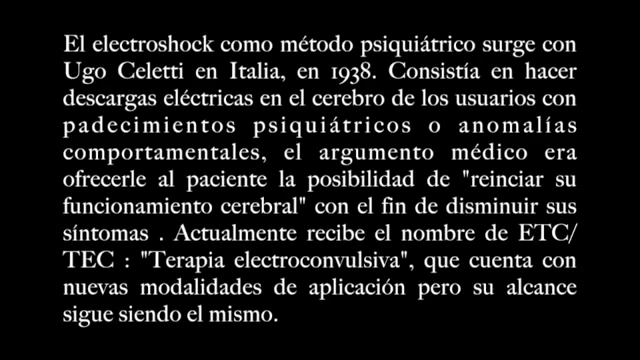 El electroshock como método psiquiátrico surge con
Ugo Celetti en Italia, en 1938. Consistía en hacer
descargas eléctricas en el cerebro de los usuarios con
padecimientos psiquiátricos o anomalías
comportamentales, el argumento médico era
ofrecerle al paciente la posibilidad de "reinciar su
funcionamiento cerebral" con el fin de disminuir sus
síntomas . Actualmente recibe el nombre de ETC/
TEC : "Terapia electroconvulsiva", que cuenta con
nuevas modalidades de aplicación pero su alcance
sigue siendo el mismo.